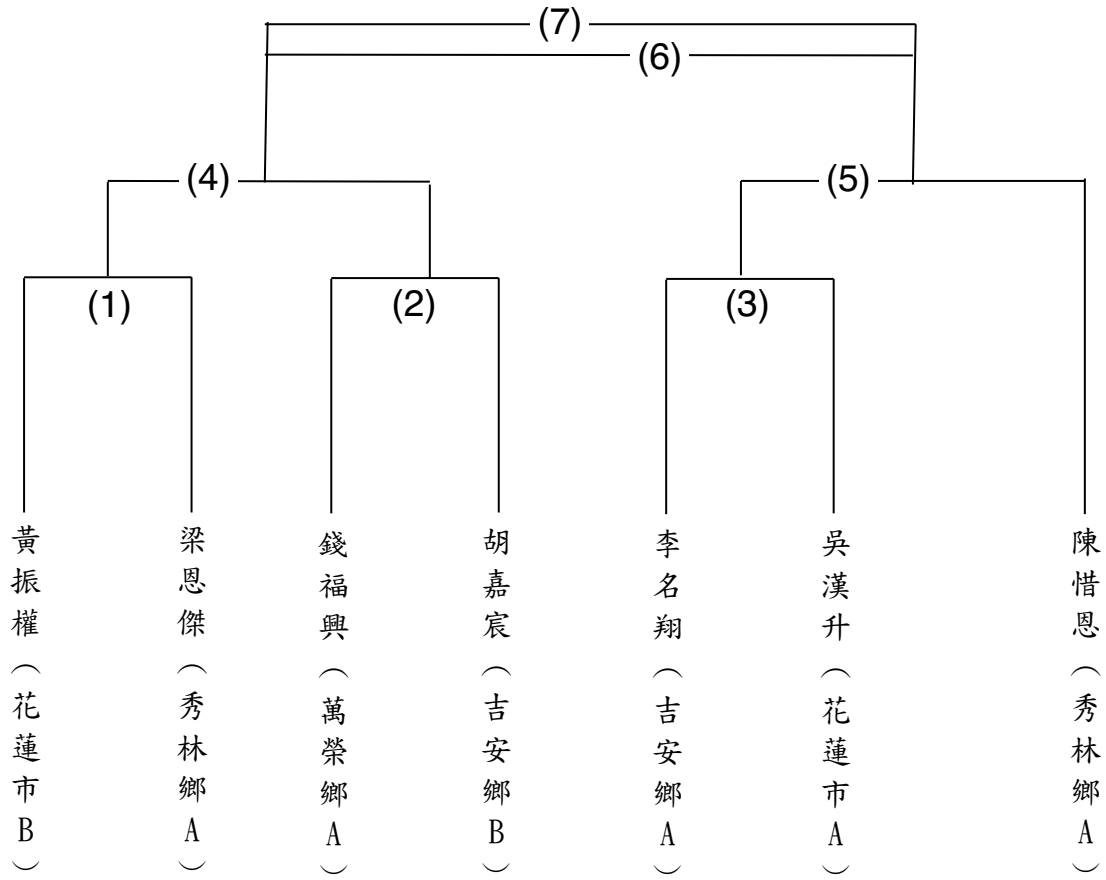 (7)
(6)
(4)
(5)
(1)
(2)
(3)
黃振權（花蓮市B）
梁恩傑（秀林鄉A）
錢福興（萬榮鄉A）
胡嘉宸（吉安鄉B）
李名翔（吉安鄉A）
吳漢升（花蓮市A）
陳惜恩（秀林鄉A）